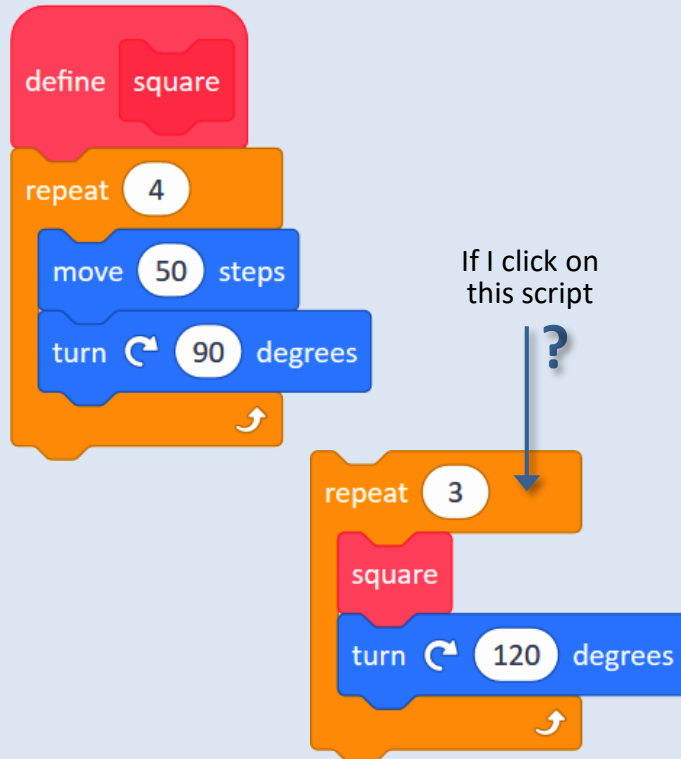 define square
repeat 4
move 50 steps
turn 90 degrees
If I click on
this script
?
repeat 3
square
turn 120 degrees